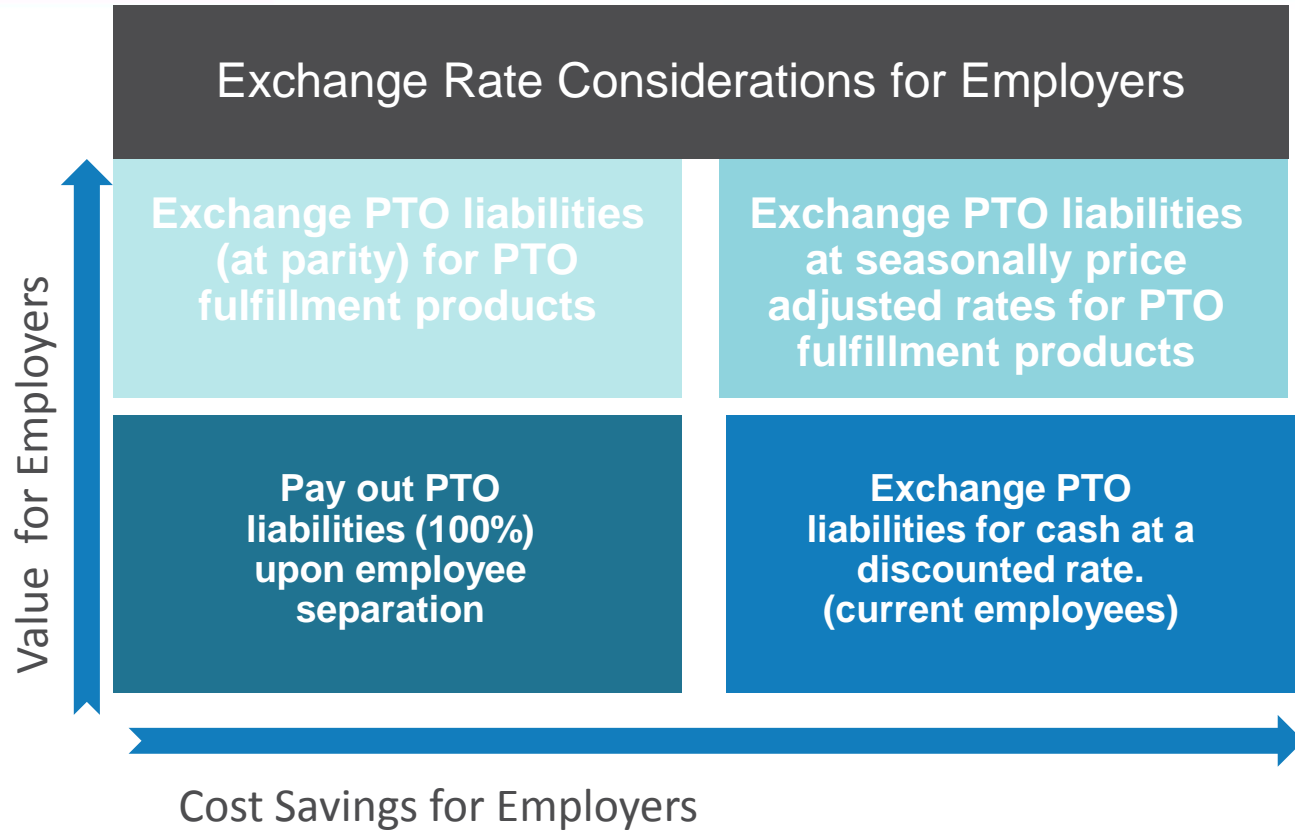 Exchange Rate Considerations for Employers
Value for Employers
Exchange PTO liabilities
(at parity) for PTO
fulfillment products
Exchange PTO liabilities
at seasonally price
adjusted rates for PTO
fulfillment products
Pay out PTO
liabilities (100%)
upon employee
separation
Exchange PTO
liabilities for cash at a
discounted rate.
(current employees)
Cost Savings for Employers